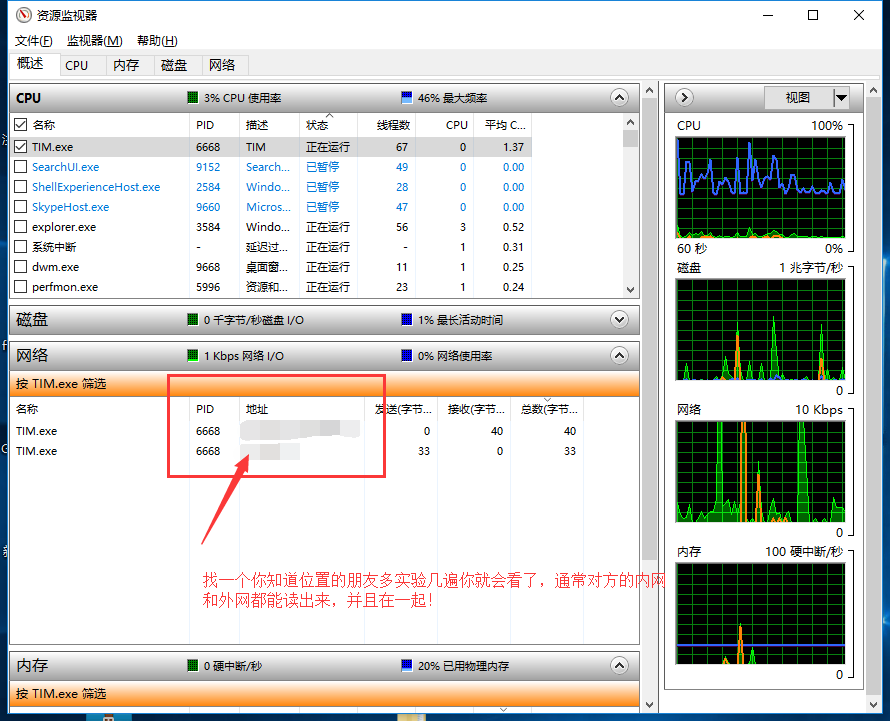 资源监视器
文件(F) 监视器(M) 帮助(H)
概述 CPU 内存 磁盘 网络
CPU 3% CPU 使用率 46% 最大频率
名称 PID 描述 状态 线程数 CPU 平均 C...
TIM.exe 6668 TIM 正在运行 67 0 1.37
SearchUI.exe 9152 Search... 已暂停 49 0 0.00
ShellExperienceHost.exe 2584 Windo... 已暂停 28 0 0.00
SkypeHost.exe 9660 Micros... 已暂停 47 0 0.00
explorer.exe 3584 Windo... 正在运行 56 3 0.52
系统中断 - 延迟过... 正在运行 - 1 0.31
dwm.exe 9668 桌面窗... 正在运行 11 1 0.25
perfmon.exe 5996 资源和... 正在运行 23 1 0.24
磁盘 0 千字节/秒磁盘 I/O 1% 最长活动时间
网络 1 Kbps 网络 I/O 0% 网络使用率
按 TIM.exe 筛选
名称 PID 地址 发送(字节... 接收(字节... 总数(字节...
TIM.exe 6668 0 40 40
TIM.exe 6668 33 0 33
找一个你知道位置的朋友多实验几遍你就会看了，通常对方的内网
和外网都能读出来，并且在一起！
内存 0 硬中断/秒 20% 已用物理内存
按 TIM.exe 筛选
视图
CPU 100%
60 秒 0%
磁盘 1 兆字节/秒
0
网络 10 Kbps
0
内存 100 硬中断/秒
0